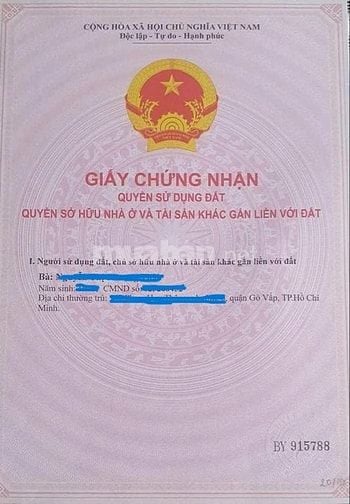 CỘNG HÒA XÃ HỘI CHỦ NGHĨA VIỆT NAM
Độc lập - Tự do - Hạnh phúc
GIẤY CHỨNG NHẬN
QUYỀN SỬ DỤNG ĐẤT
QUYỀN SỞ HỮU NHÀ Ở VÀ TÀI SẢN KHÁC GẮN LIỀN VỚI ĐẤT
I. Người sử dụng đất, chủ sở hữu nhà ở và tài sản khác gắn liền với đất
Bà:
Năm sinh: CMND số:
Địa chỉ thường trú: quận Gò Vấp, TP.Hồ Chí
Minh.
BY 915788